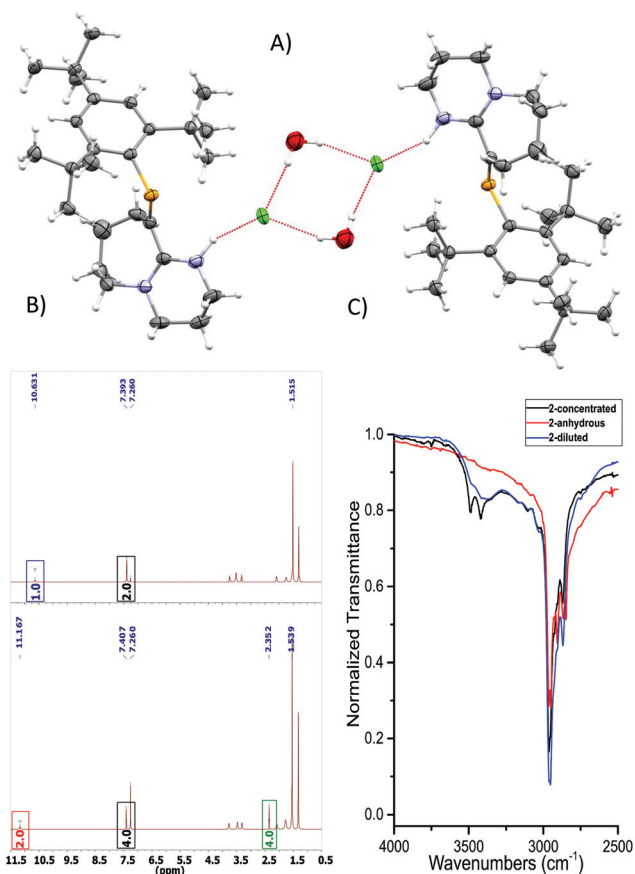 A)
B)
C)
10.631
7.393
7.260
1.515
1.0
2.0
11.167
7.407
7.260
2.352
1.539
2.0
4.0
4.0
11.5 10.5 9.5 8.5 7.5 6.5 5.5 4.5 3.5 2.5 1.5 0.5
(ppm)
2-concentrated
2-anhydrous
2-diluted
Normalized Transmittance
1.0
0.8
0.6
0.4
0.2
0.0
4000 3500 3000 2500
Wavenumbers (cm⁻¹)